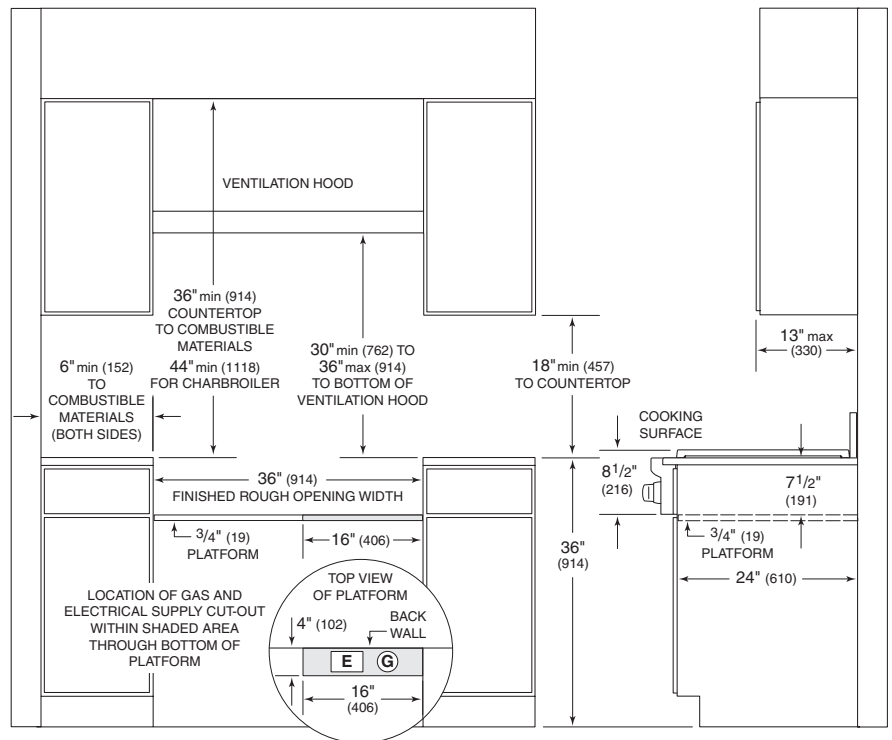 VENTILATION HOOD
36" min (914)
COUNTERTOP
TO COMBUSTIBLE
MATERIALS
44" min (1118)
FOR CHARBROILER
30" min (762) TO
36" max (914)
TO BOTTOM OF
VENTILATION HOOD
6" min (152)
TO
COMBUSTIBLE
MATERIALS
(BOTH SIDES)
18" min (457)
TO COUNTERTOP
13" max
(330)
COOKING
SURFACE
8 1/2"
(216)
7 1/2"
(191)
36" (914)
FINISHED ROUGH OPENING WIDTH
3/4" (19)
PLATFORM
16" (406)
36"
(914)
3/4" (19)
PLATFORM
24" (610)
LOCATION OF GAS AND
ELECTRICAL SUPPLY CUT-OUT
WITHIN SHADED AREA
THROUGH BOTTOM OF
PLATFORM
TOP VIEW
OF PLATFORM
4" (102)
BACK
WALL
E G
16"
(406)